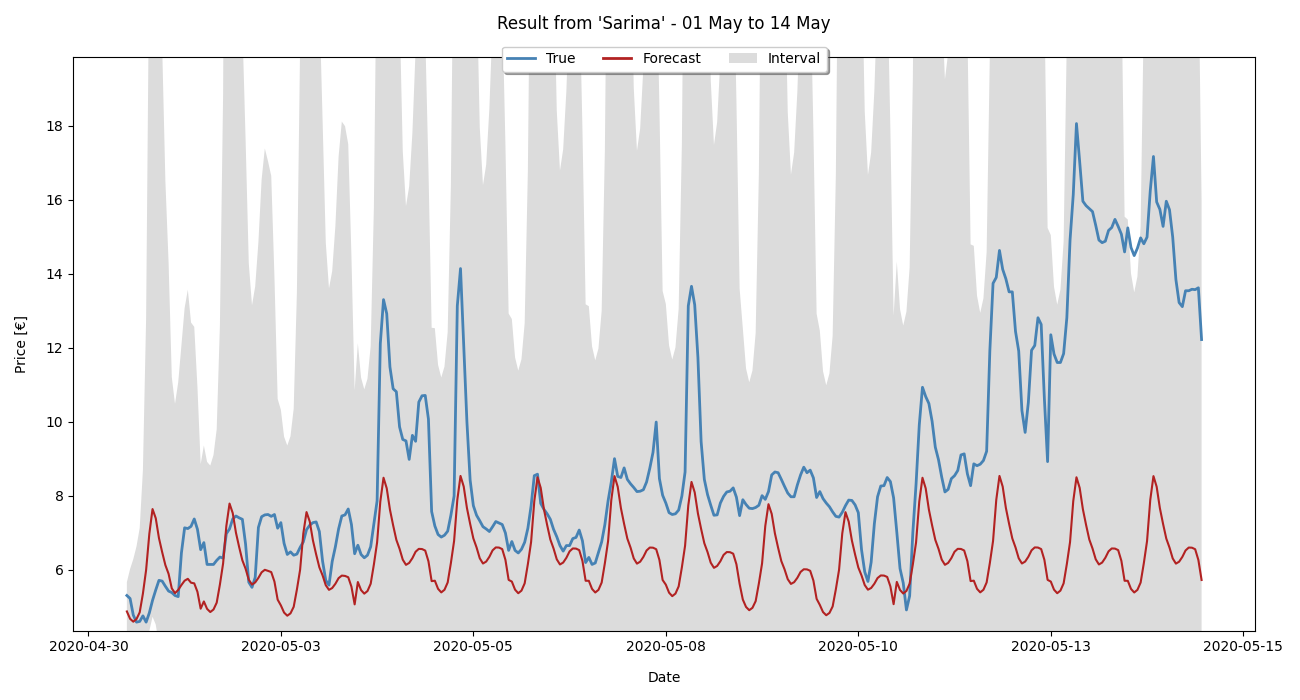 Result from 'Sarima' - 01 May to 14 May
True Forecast Interval
Price [€]
18
16
14
12
10
8
6
2020-04-30 2020-05-03 2020-05-05 2020-05-08 2020-05-10 2020-05-13 2020-05-15
Date